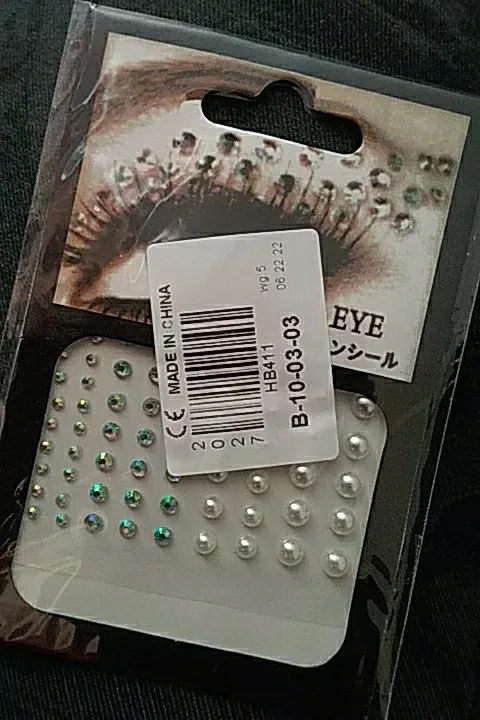 EYE
ンシール
CE MADE IN CHINA
2027
HB411
wg 5
06 22 22
B-10-03-03